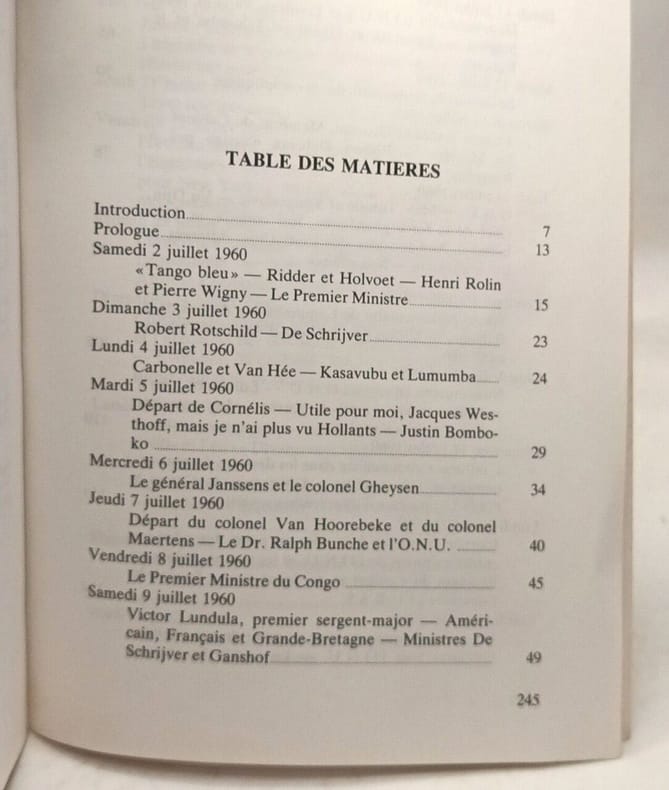 TABLE DES MATIERES
Introduction 7
Prologue 13
Samedi 2 juillet 1960
«Tango bleu» — Ridder et Holvoet — Henri Rolin
et Pierre Wigny — Le Premier Ministre 15
Dimanche 3 juillet 1960
Robert Rotschild — De Schrijver 23
Lundi 4 juillet 1960
Carbonelle et Van Hée — Kasavubu et Lumumba 24
Mardi 5 juillet 1960
Départ de Cornélis — Utile pour moi, Jacques Wes-
thoff, mais je n'ai plus vu Hollants — Justin Bombo-
ko 29
Mercredi 6 juillet 1960
Le général Janssens et le colonel Gheysen 34
Jeudi 7 juillet 1960
Départ du colonel Van Hoorebeke et du colonel
Maertens — Le Dr. Ralph Bunche et l'O.N.U. 40
Vendredi 8 juillet 1960
Le Premier Ministre du Congo 45
Samedi 9 juillet 1960
Victor Lundula, premier sergent-major — Améri-
cain, Français et Grande-Bretagne — Ministres De
Schrijver et Ganshof 49
245